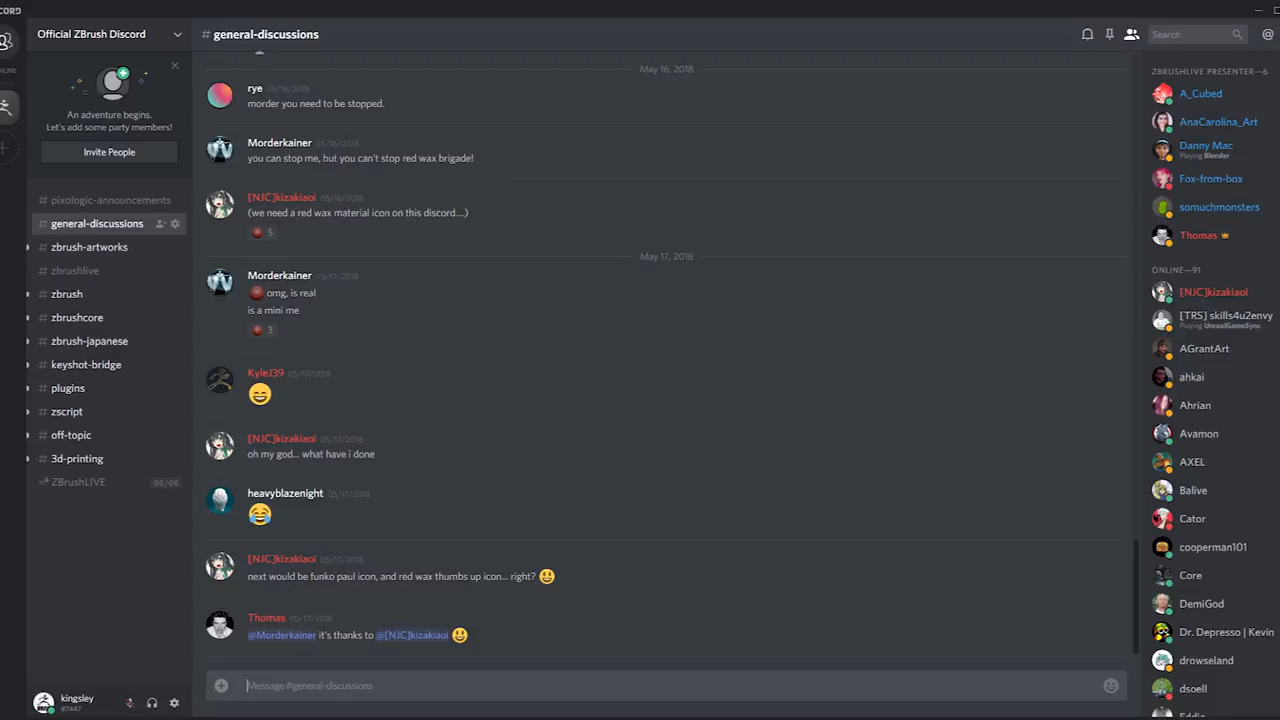 CORD
Official ZBrush Discord
# general-discussions
Search
ONLINE
An adventure begins.
Let's add some party members!
Invite People
# pixologic-announcements
# general-discussions
# zbrush-artworks
# zbrushlive
# zbrush
# zbrushcore
# zbrush-japanese
# keyshot-bridge
# plugins
# zscript
# off-topic
# 3d-printing
ZBrushLIVE 00/06
kingsley
#7447
May 16, 2018
rye 05/16/2018
morder you need to be stopped.
Morderkainer 05/16/2018
you can stop me, but you can't stop red wax brigade!
[NJC]kizakiaoi 05/16/2018
(we need a red wax material icon on this discord....)
5
May 17, 2018
Morderkainer 05/17/2018
omg, is real
is a mini me
3
KyleJ39 05/17/2018
[NJC]kizakiaoi 05/17/2018
oh my god... what have i done
heavyblazenight 05/17/2018
[NJC]kizakiaoi 05/17/2018
next would be funko paul icon, and red wax thumbs up icon... right? 😃
Thomas 05/17/2018
@Morderkainer it's thanks to @[NJC]kizakiaoi 😃
Message #general-discussions
ZBRUSHLIVE PRESENTER—6
A_Cubed
AnaCarolina_Art
Danny Mac
Playing Blender
Fox-from-box
somuchmonsters
Thomas
ONLINE—91
[NJC]kizakiaoi
[TRS] skills4u2envy
Playing UnrealGameSync
AGrantArt
ahkai
Ahrian
Avamon
AXEL
Balive
Cator
cooperman101
Core
DemiGod
Dr. Depresso | Kevin
drowseland
dsoell
Eddie